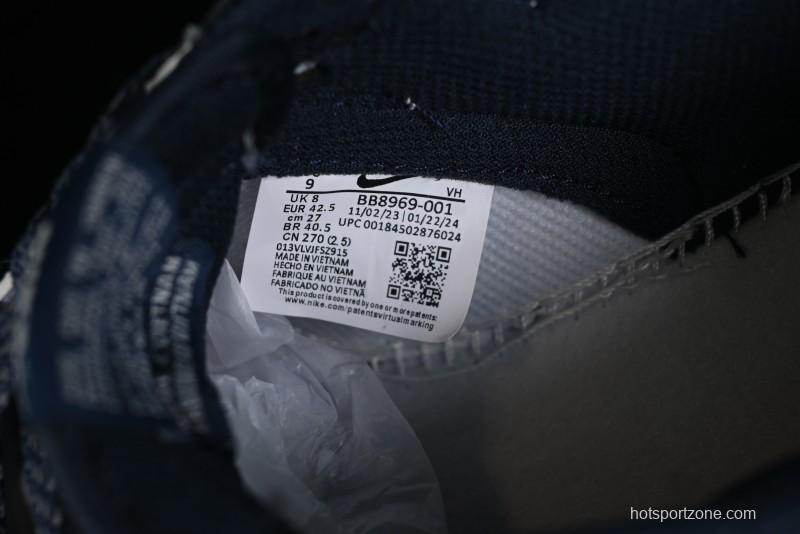 9
VH
UK 8
EUR 42.5
cm 27
BR 40.5
CN 270 (2.5)
BB8969-001
11/02/23 | 01/22/24
UPC 00184502876024
013VLVJFSZ915
MADE IN VIETNAM
HECHO EN VIETNAM
FABRIQUE AU VIETNAM
FABRICADO NO VIETNÃ
This product is covered by one or more patents:
www.nike.com/patentsvirtualmarking
hotsportzone.com